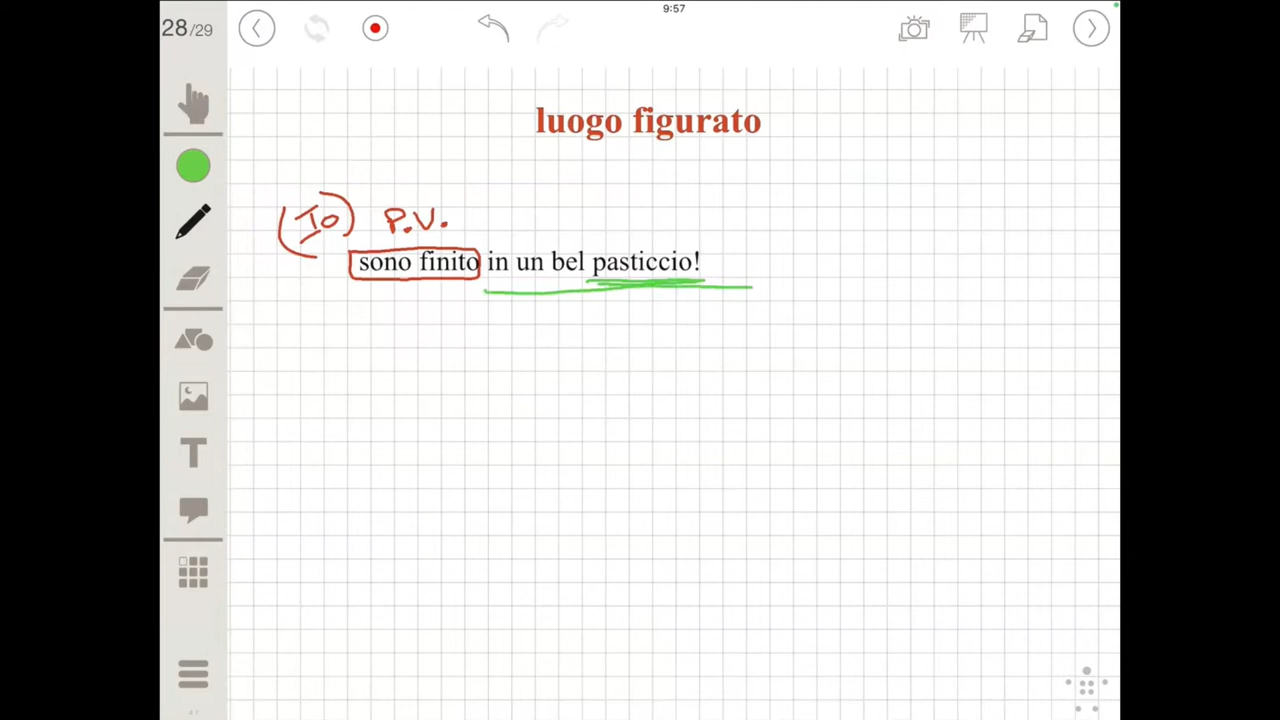 9:57
28/29
luogo figurato
(Io) P.V.
sono finito in un bel pasticcio!
T